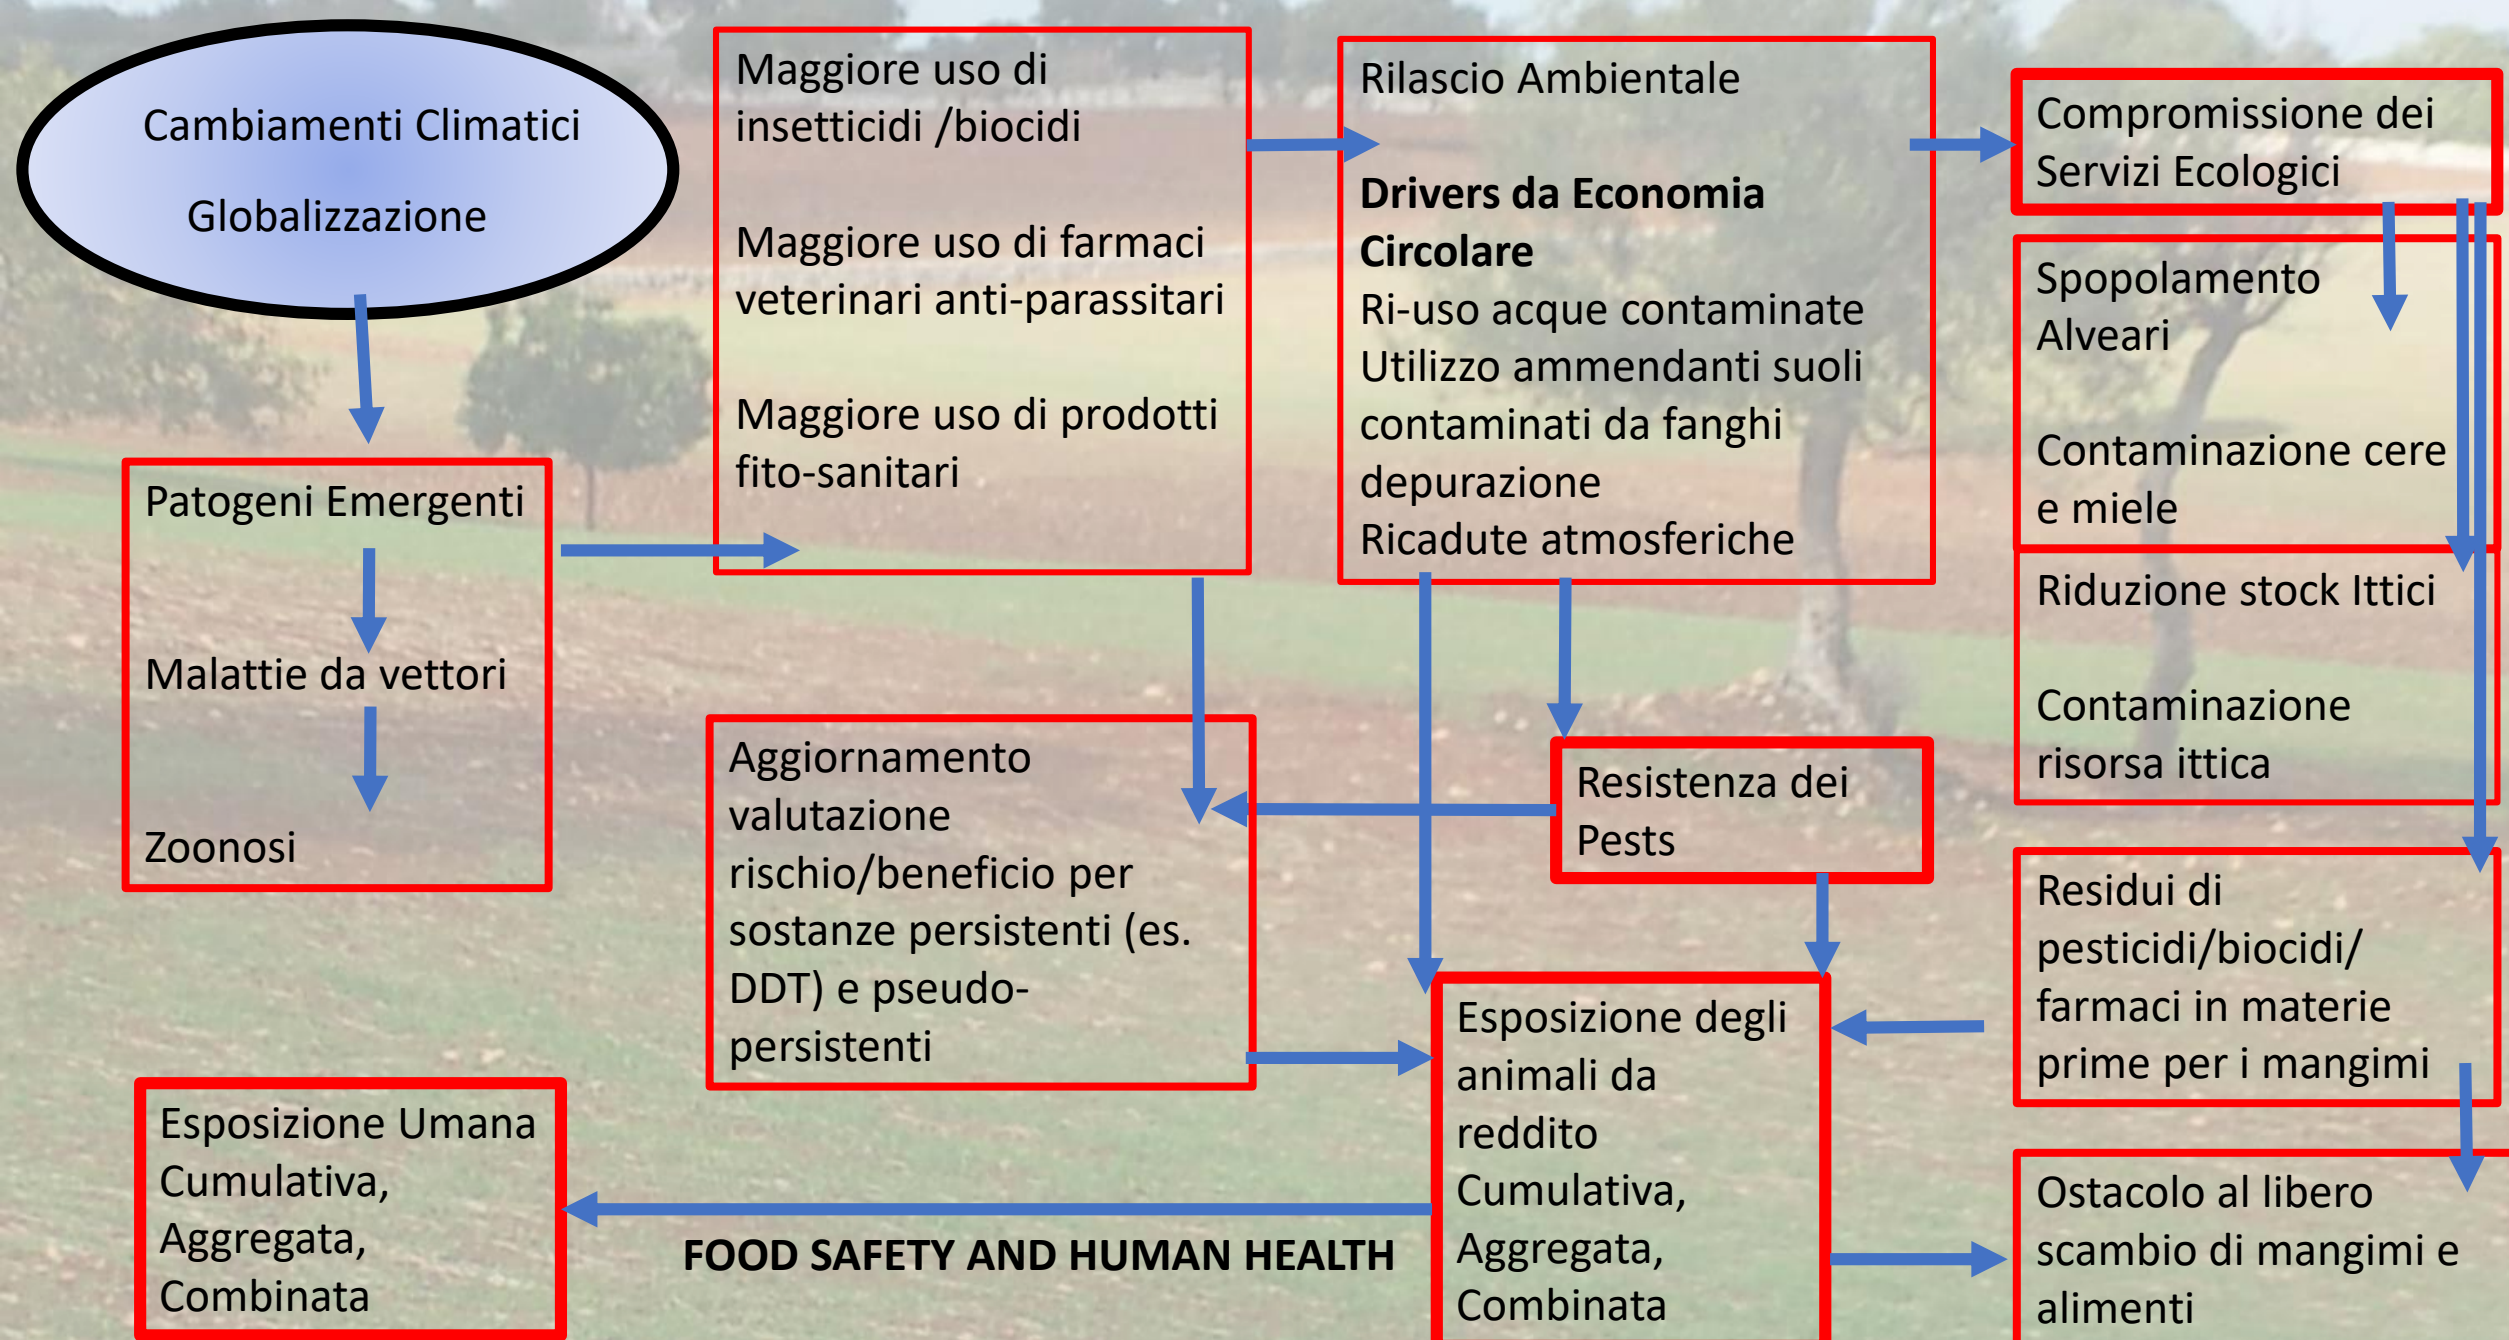 Cambiamenti Climatici
Globalizzazione
Patogeni Emergenti
Malattie da vettori
Zoonosi
Maggiore uso di
insetticidi /biocidi
Maggiore uso di farmaci
veterinari anti-parassitari
Maggiore uso di prodotti
fito-sanitari
Rilascio Ambientale
Drivers da Economia
Circolare
Ri-uso acque contaminate
Utilizzo ammendanti suoli
contaminati da fanghi
depurazione
Ricadute atmosferiche
Compromissione dei
Servizi Ecologici
Spopolamento
Alveari
Contaminazione cere
e miele
Riduzione stock Ittici
Contaminazione
risorsa ittica
Aggiornamento
valutazione
rischio/beneficio per
sostanze persistenti (es.
DDT) e pseudo-
persistenti
Resistenza dei
Pests
Residui di
pesticidi/biocidi/
farmaci in materie
prime per i mangimi
Esposizione degli
animali da
reddito
Cumulativa,
Aggregata,
Combinata
Esposizione Umana
Cumulativa,
Aggregata,
Combinata
FOOD SAFETY AND HUMAN HEALTH
Ostacolo al libero
scambio di mangimi e
alimenti